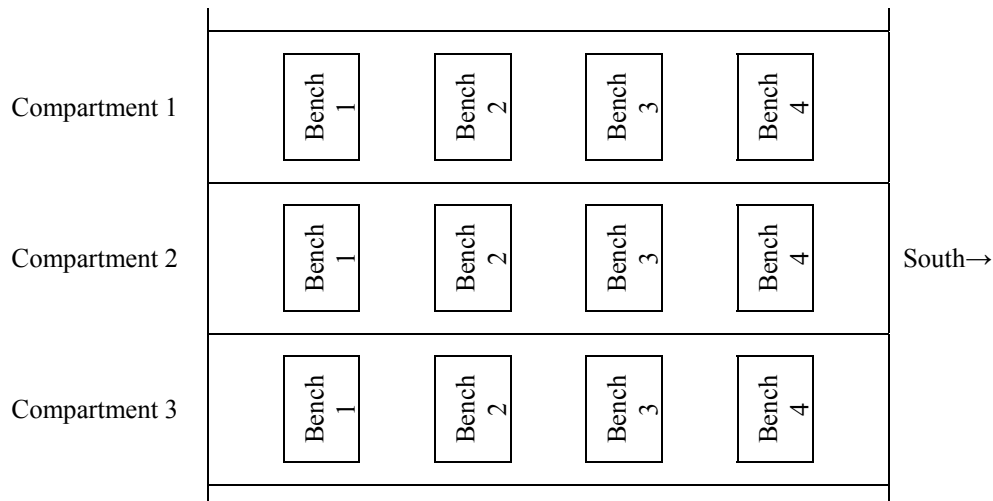 Compartment 1
Bench 1
Bench 2
Bench 3
Bench 4
Compartment 2
Bench 1
Bench 2
Bench 3
Bench 4
South→
Compartment 3
Bench 1
Bench 2
Bench 3
Bench 4